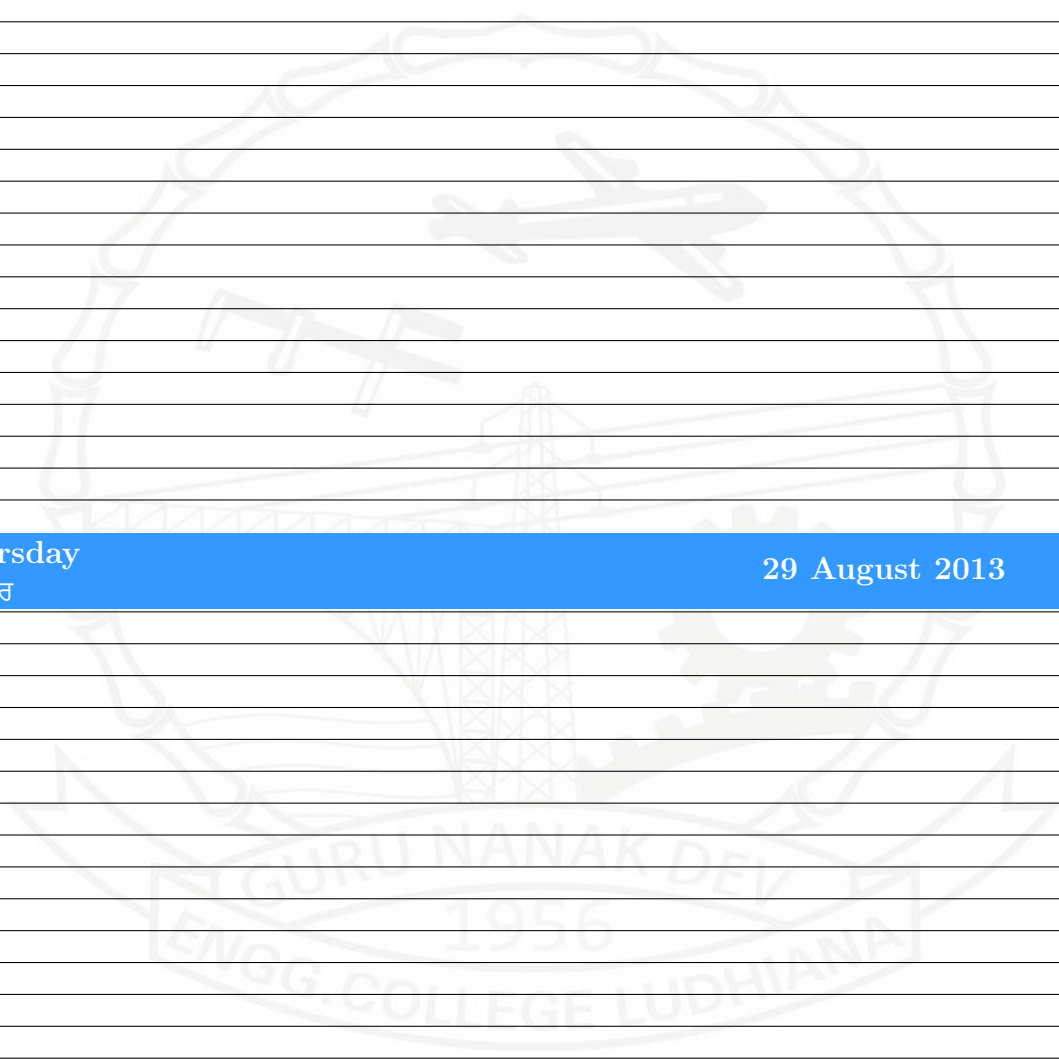 rsday
ਰ
29 August 2013
GURU NANAK DEV
1956
ENGG. COLLEGE LUDHIANA